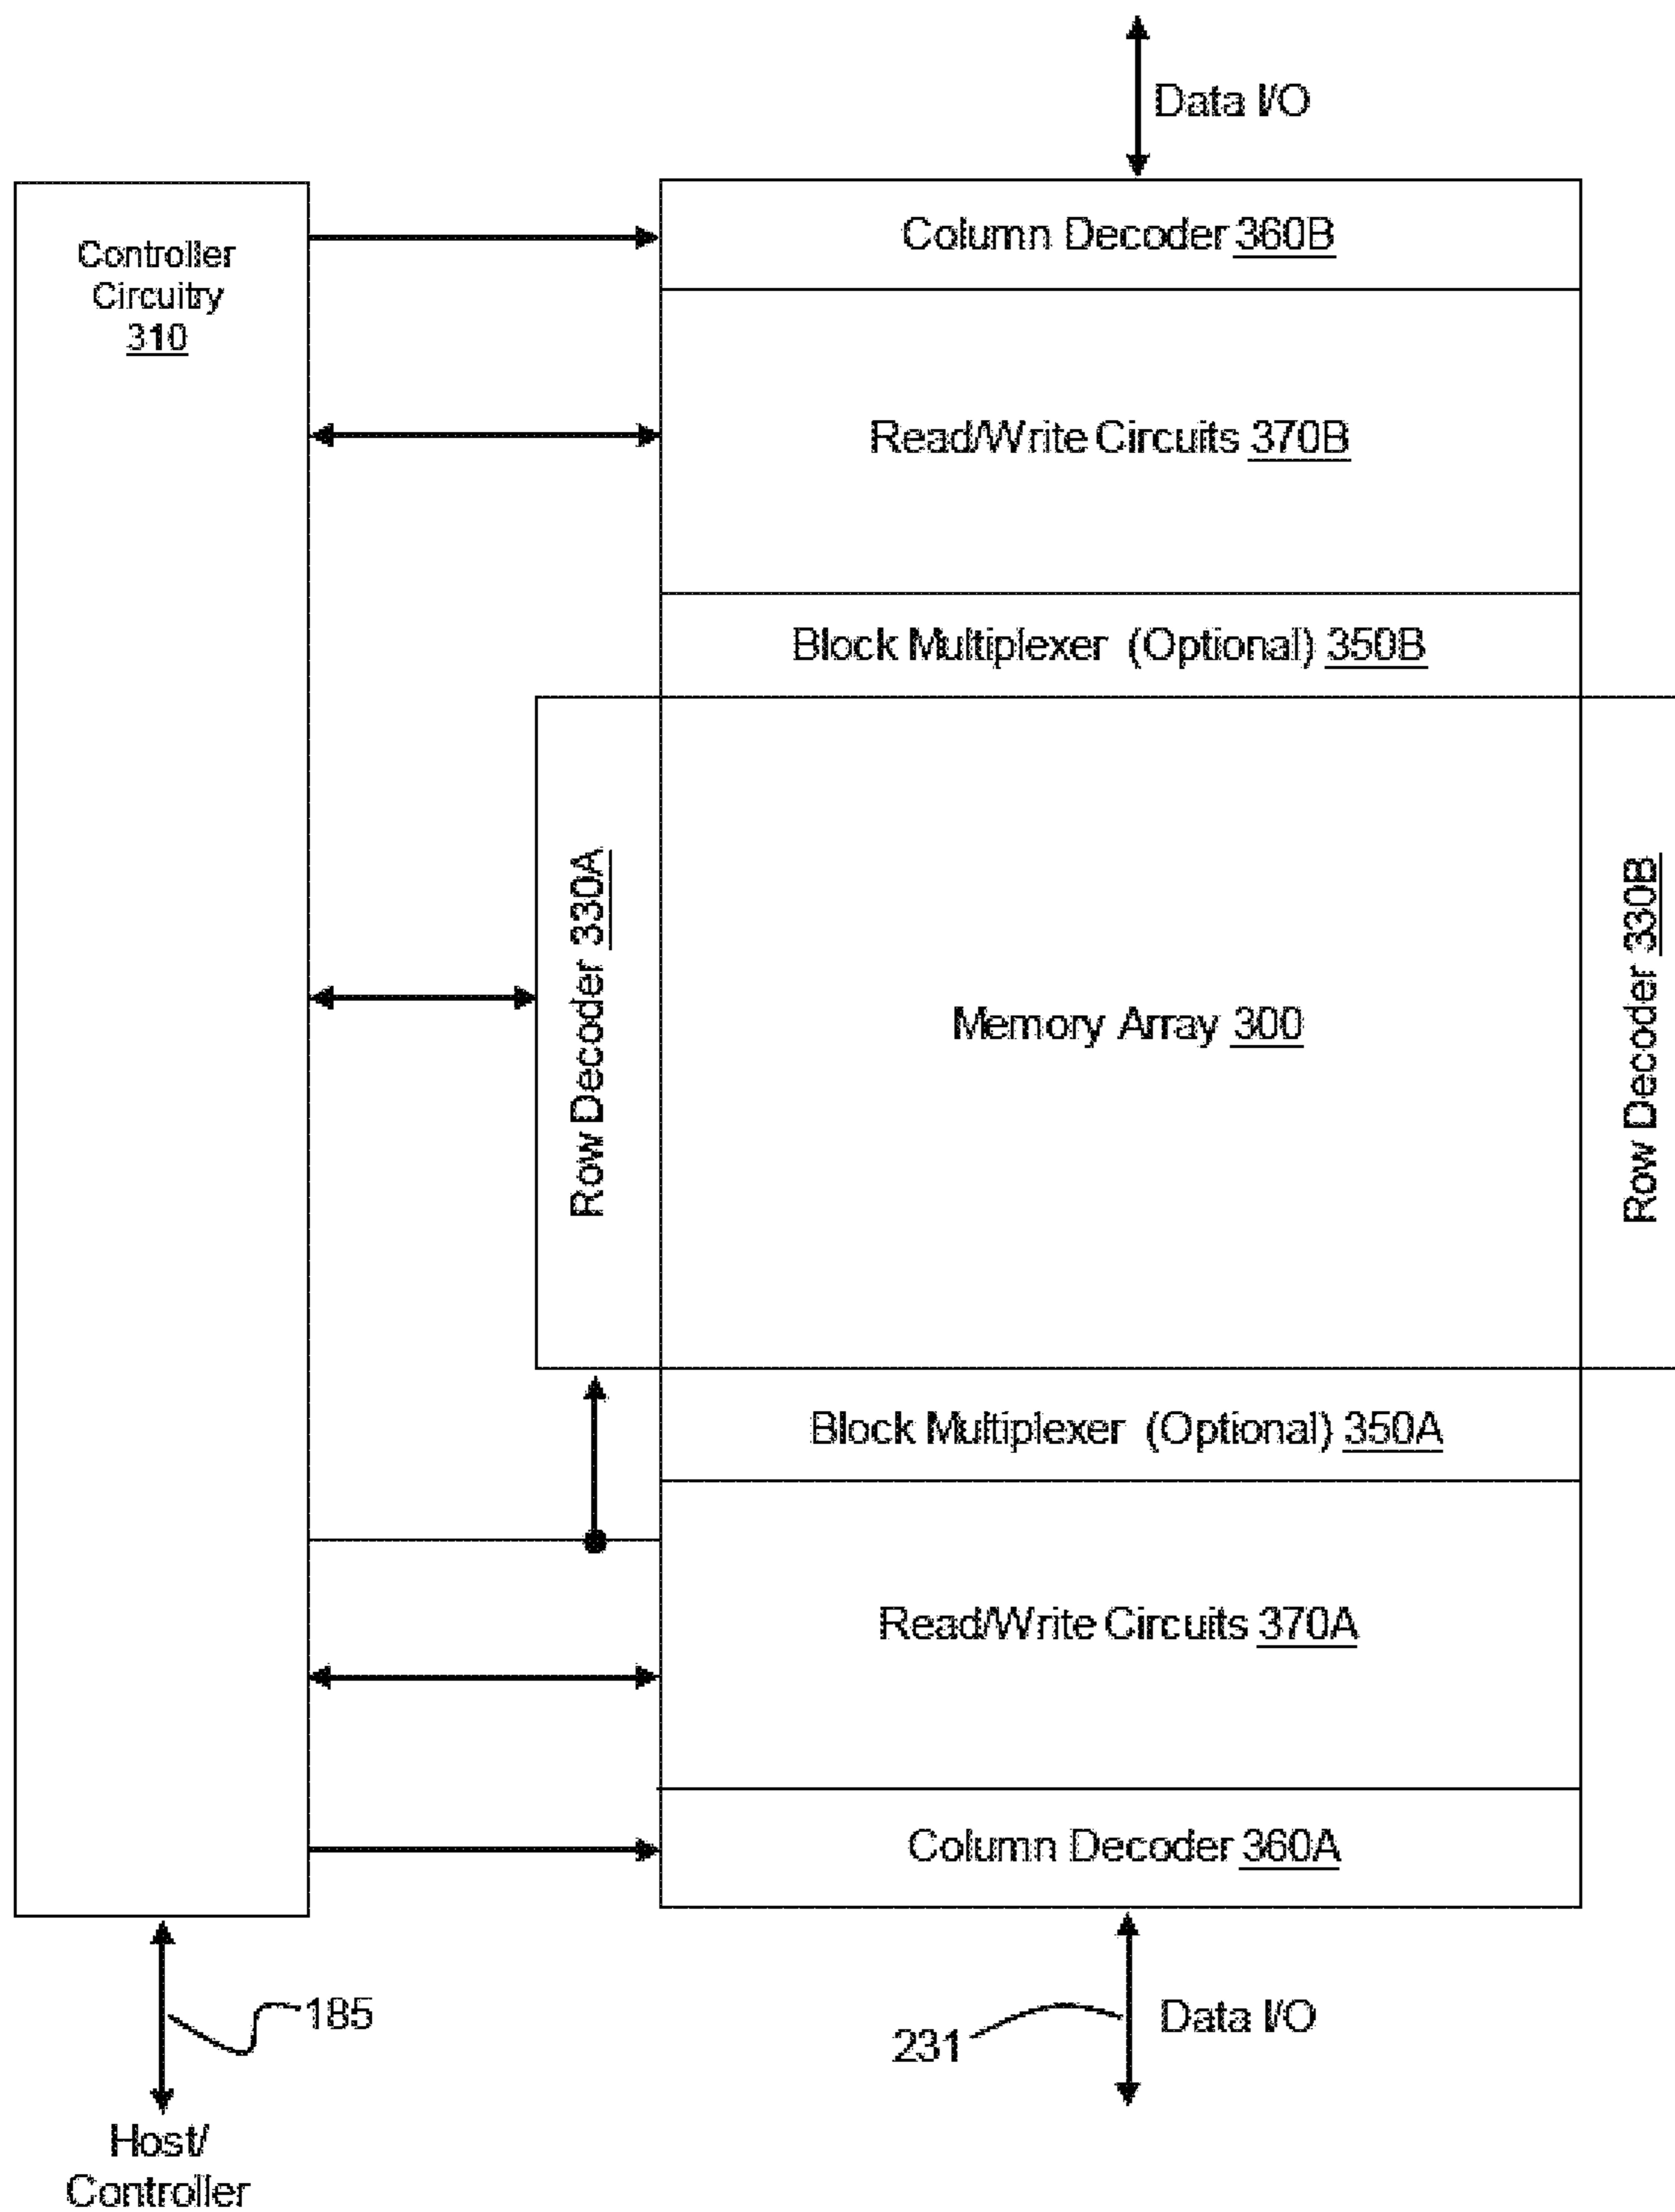 Data I/O
Controller
Circuitry
310
Column Decoder 360B
Read/Write Circuits 370B
Block Multiplexer (Optional) 350B
Row Decoder 330A
Memory Array 300
Row Decoder 330B
Block Multiplexer (Optional) 350A
Read/Write Circuits 370A
Column Decoder 360A
185
231
Data I/O
Host/
Controller